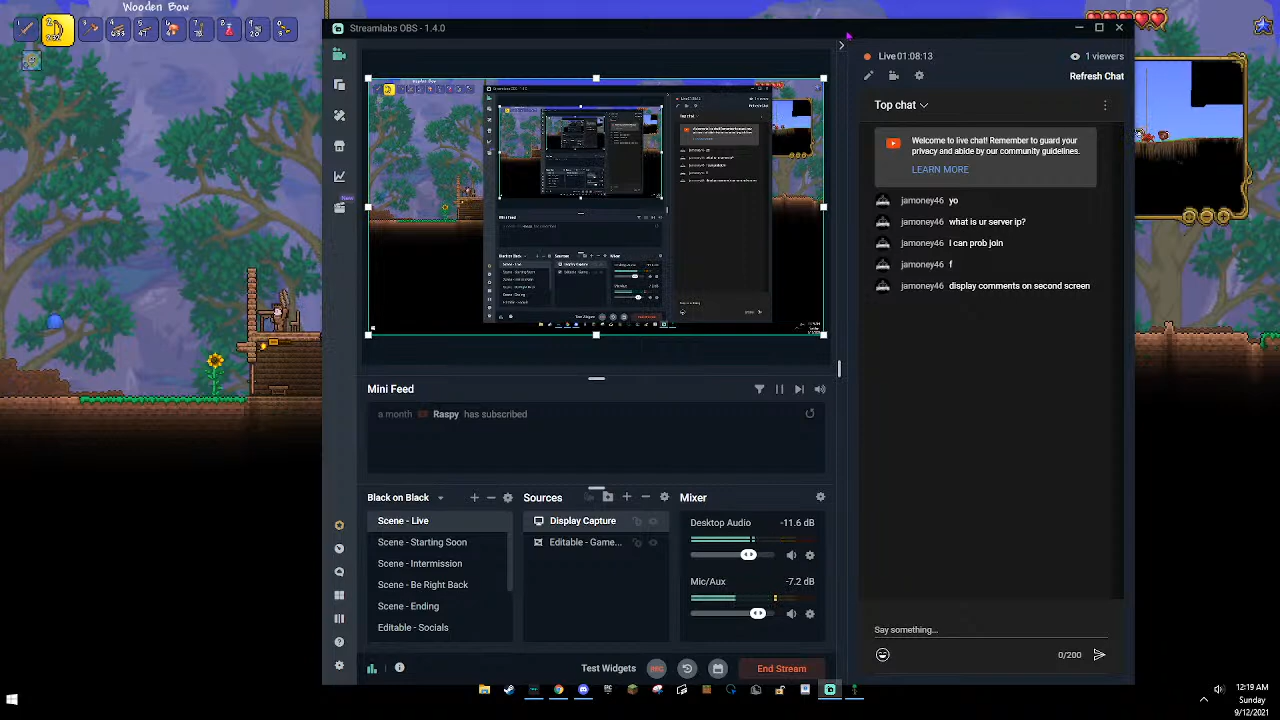 Wooden Bow
Streamlabs OBS - 1.4.0
Live 01:08:13
1 viewers
Refresh Chat
Top chat
Welcome to live chat! Remember to guard your
privacy and abide by our community guidelines.
LEARN MORE
jamoney46 yo
jamoney46 what is ur server ip?
jamoney46 I can prob join
jamoney46 f
jamoney46 display comments on second screen
New
Mini Feed
a month Raspy has subscribed
Black on Black
Scene - Live
Scene - Starting Soon
Scene - Intermission
Scene - Be Right Back
Scene - Ending
Editable - Socials
Sources
Display Capture
Editable - Game...
Mixer
Desktop Audio -11.6 dB
Mic/Aux -7.2 dB
Say something...
0/200
Test Widgets
REC
End Stream
12:19 AM
Sunday
9/12/2021